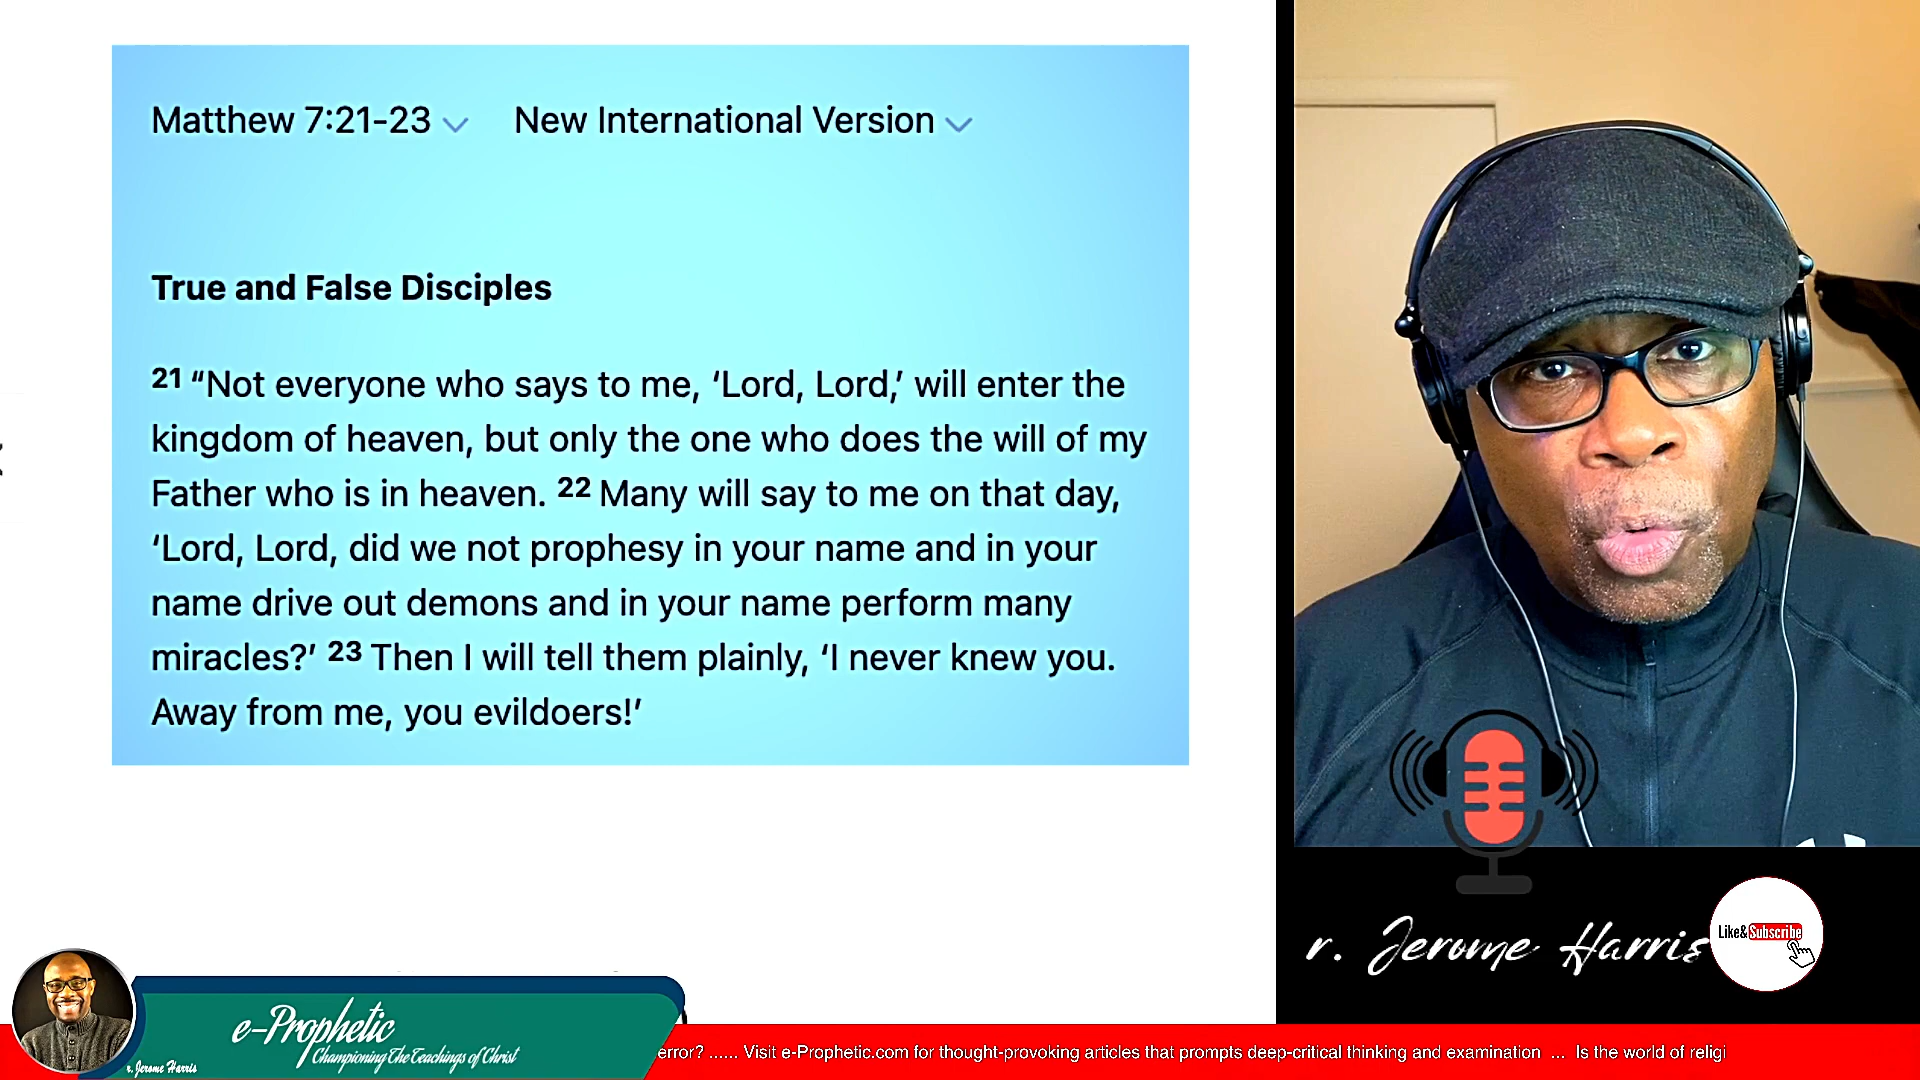 Matthew 7:21-23 New International Version
True and False Disciples
21 “Not everyone who says to me, ‘Lord, Lord,’ will enter the
kingdom of heaven, but only the one who does the will of my
Father who is in heaven. 22 Many will say to me on that day,
‘Lord, Lord, did we not prophesy in your name and in your
name drive out demons and in your name perform many
miracles?’ 23 Then I will tell them plainly, ‘I never knew you.
Away from me, you evildoers!’
r. Jerome Harris
Like& Subscribe
e-Prophetic
Championing The Teachings of Christ
r. Jerome Harris
error? ...... Visit e-Prophetic.com for thought-provoking articles that prompts deep-critical thinking and examination ... Is the world of religi